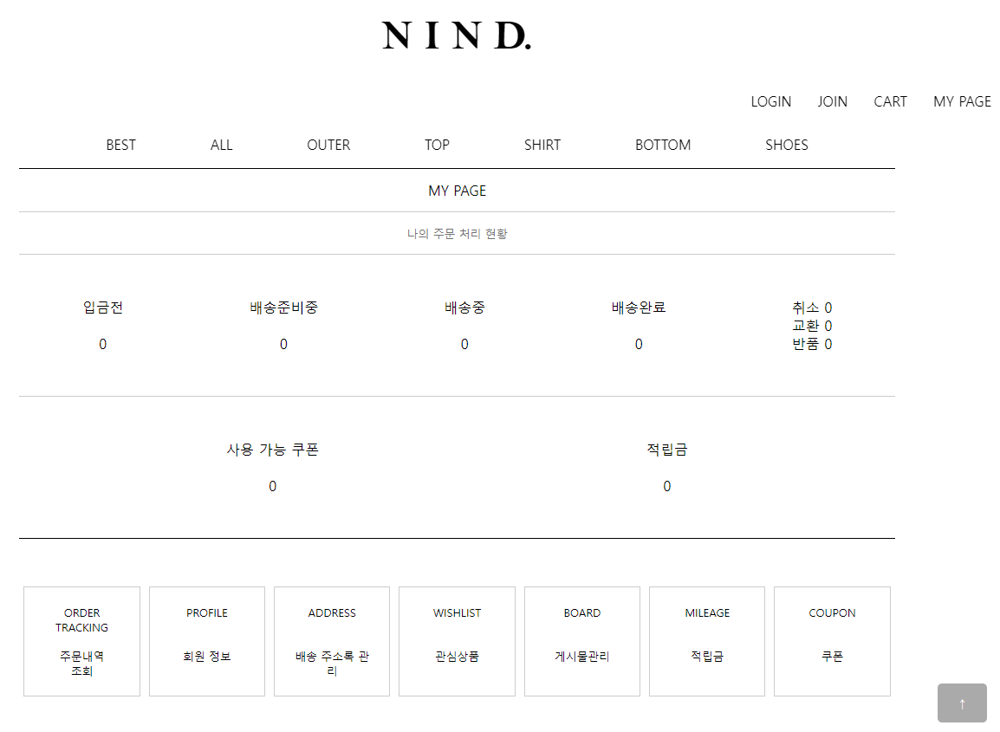 N I N D.
LOGIN JOIN CART MY PAGE
BEST ALL OUTER TOP SHIRT BOTTOM SHOES
MY PAGE
나의 주문 처리 현황
입금전 배송준비중 배송중 배송완료 취소 0
교환 0
0 0 0 0 반품 0
사용 가능 쿠폰 적립금
0 0
ORDER PROFILE ADDRESS WISHLIST BOARD MILEAGE COUPON
TRACKING
주문내역 회원 정보 배송 주소록 관 관심상품 게시물관리 적립금 쿠폰
조회 리
↑